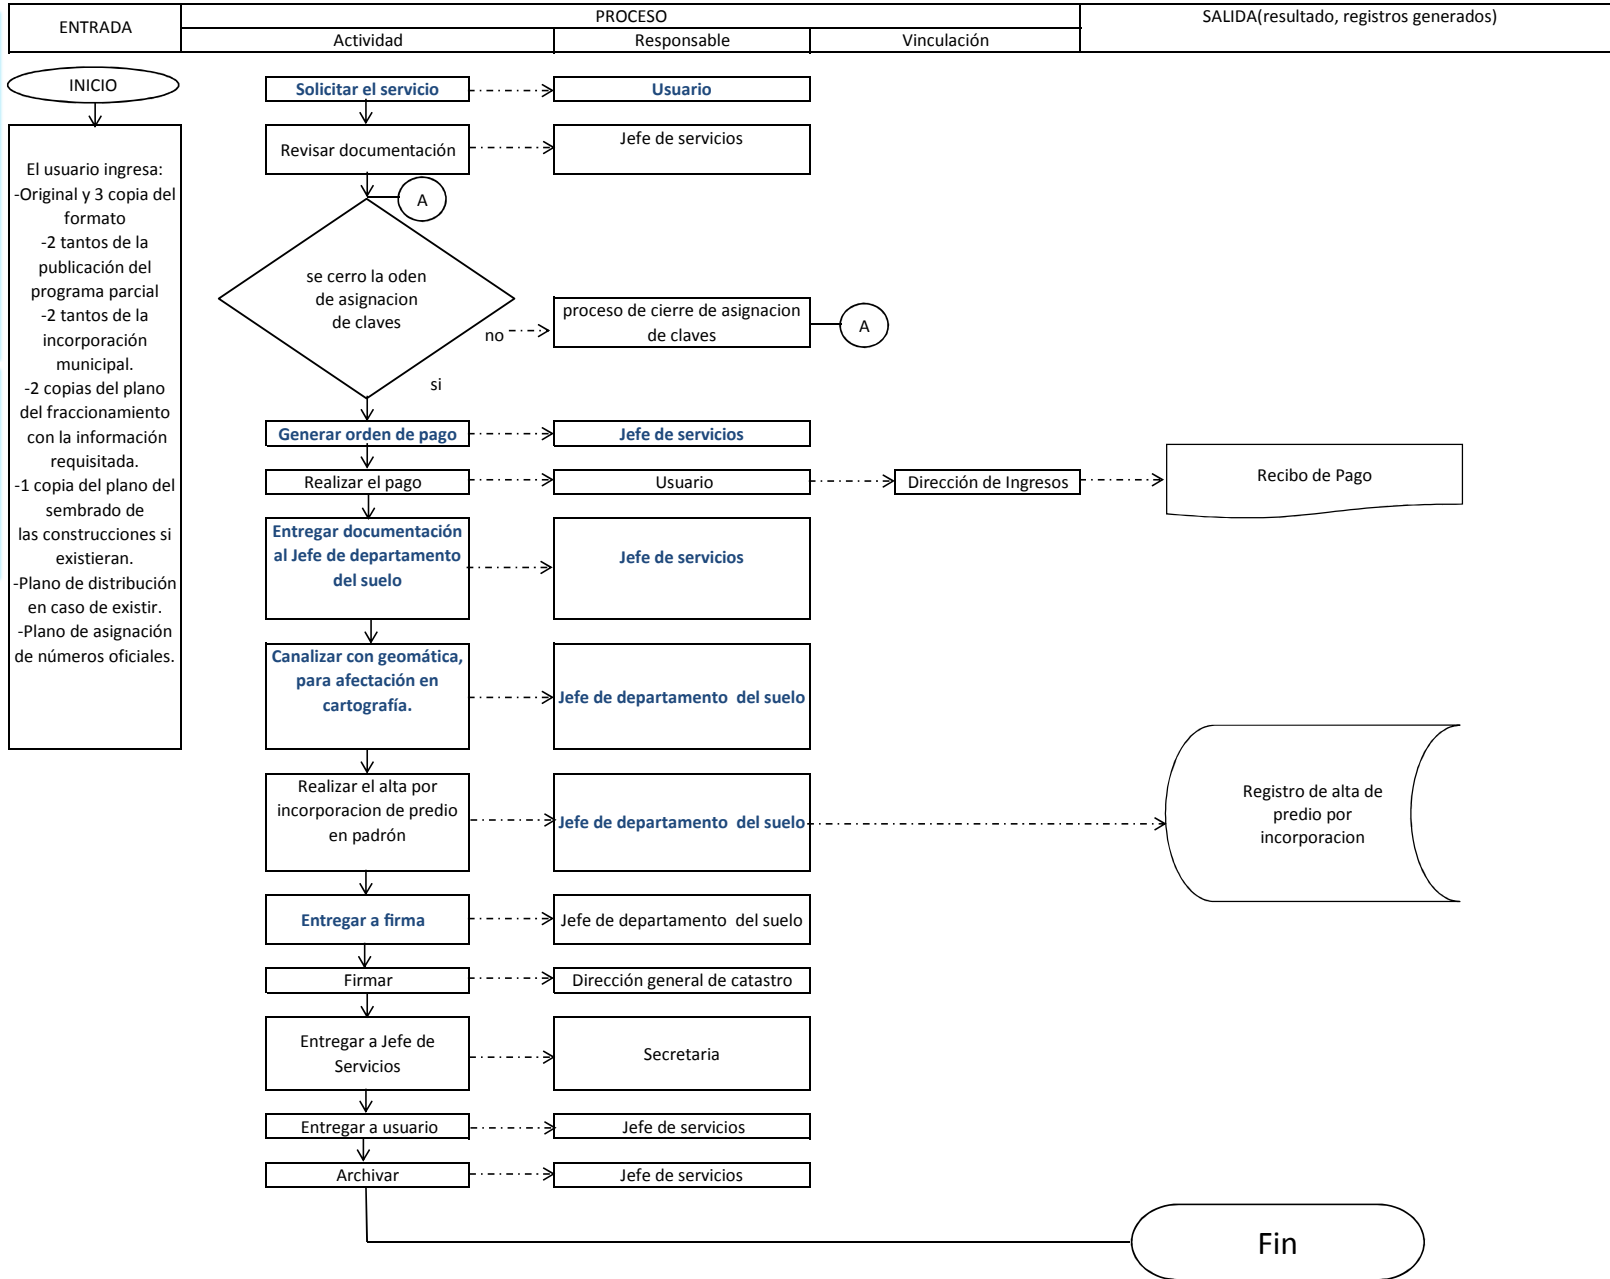 ENTRADA
PROCESO
SALIDA(resultado, registros generados)
Actividad
Responsable
Vinculación
INICIO
El usuario ingresa:
-Original y 3 copia del
formato
-2 tantos de la
publicación del
programa parcial
-2 tantos de la
incorporación
municipal.
-2 copias del plano
del fraccionamiento
con la información
requisitada.
-1 copia del plano del
sembrado de
las construcciones si
existieran.
-Plano de distribución
en caso de existir.
-Plano de asignación
de números oficiales.
Solicitar el servicio
Usuario
Revisar documentación
Jefe de servicios
A
se cerro la oden
de asignacion
de claves
no
proceso de cierre de asignacion
de claves
A
si
Generar orden de pago
Jefe de servicios
Realizar el pago
Usuario
Dirección de Ingresos
Recibo de Pago
Entregar documentación
al Jefe de departamento
del suelo
Jefe de servicios
Canalizar con geomática,
para afectación en
cartografía.
Jefe de departamento del suelo
Realizar el alta por
incorporacion de predio
en padrón
Jefe de departamento del suelo
Registro de alta de
predio por
incorporacion
Entregar a firma
Jefe de departamento del suelo
Firmar
Dirección general de catastro
Entregar a Jefe de
Servicios
Secretaria
Entregar a usuario
Jefe de servicios
Archivar
Jefe de servicios
Fin